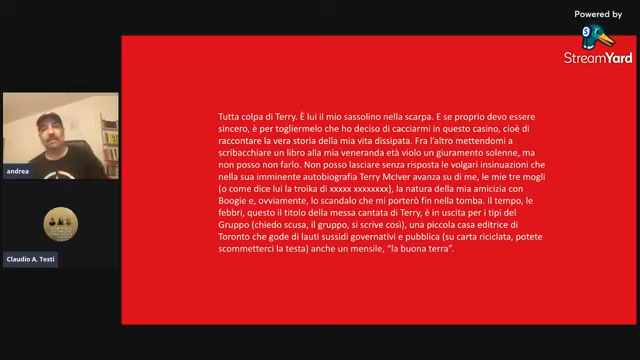 Powered by
StreamYard
Tutta colpa di Terry. È lui il mio sassolino nella scarpa. E se proprio devo essere
sincero, è per togliermelo che ho deciso di cacciarmi in questo casino, cioè di
raccontare la vera storia della mia vita dissipata. Fra l'altro mettendomi a
scribacchiare un libro alla mia veneranda età violo un giuramento solenne, ma
non posso non farlo. Non posso lasciare senza risposta le volgari insinuazioni che
nella sua imminente autobiografia Terry McIver avanza su di me, le mie tre mogli
(o come dice lui la troika di xxxxx xxxxxxxx), la natura della mia amicizia con
Boogie e, ovviamente, lo scandalo che mi porterò fin nella tomba. Il tempo, le
febbri, questo il titolo della messa cantata di Terry, è in uscita per i tipi del
Gruppo (chiedo scusa, il gruppo, si scrive così), una piccola casa editrice di
Toronto che gode di lauti sussidi governativi e pubblica (su carta riciclata, potete
scommetterci la testa) anche un mensile, “la buona terra”.
andrea
Claudio A. Testi